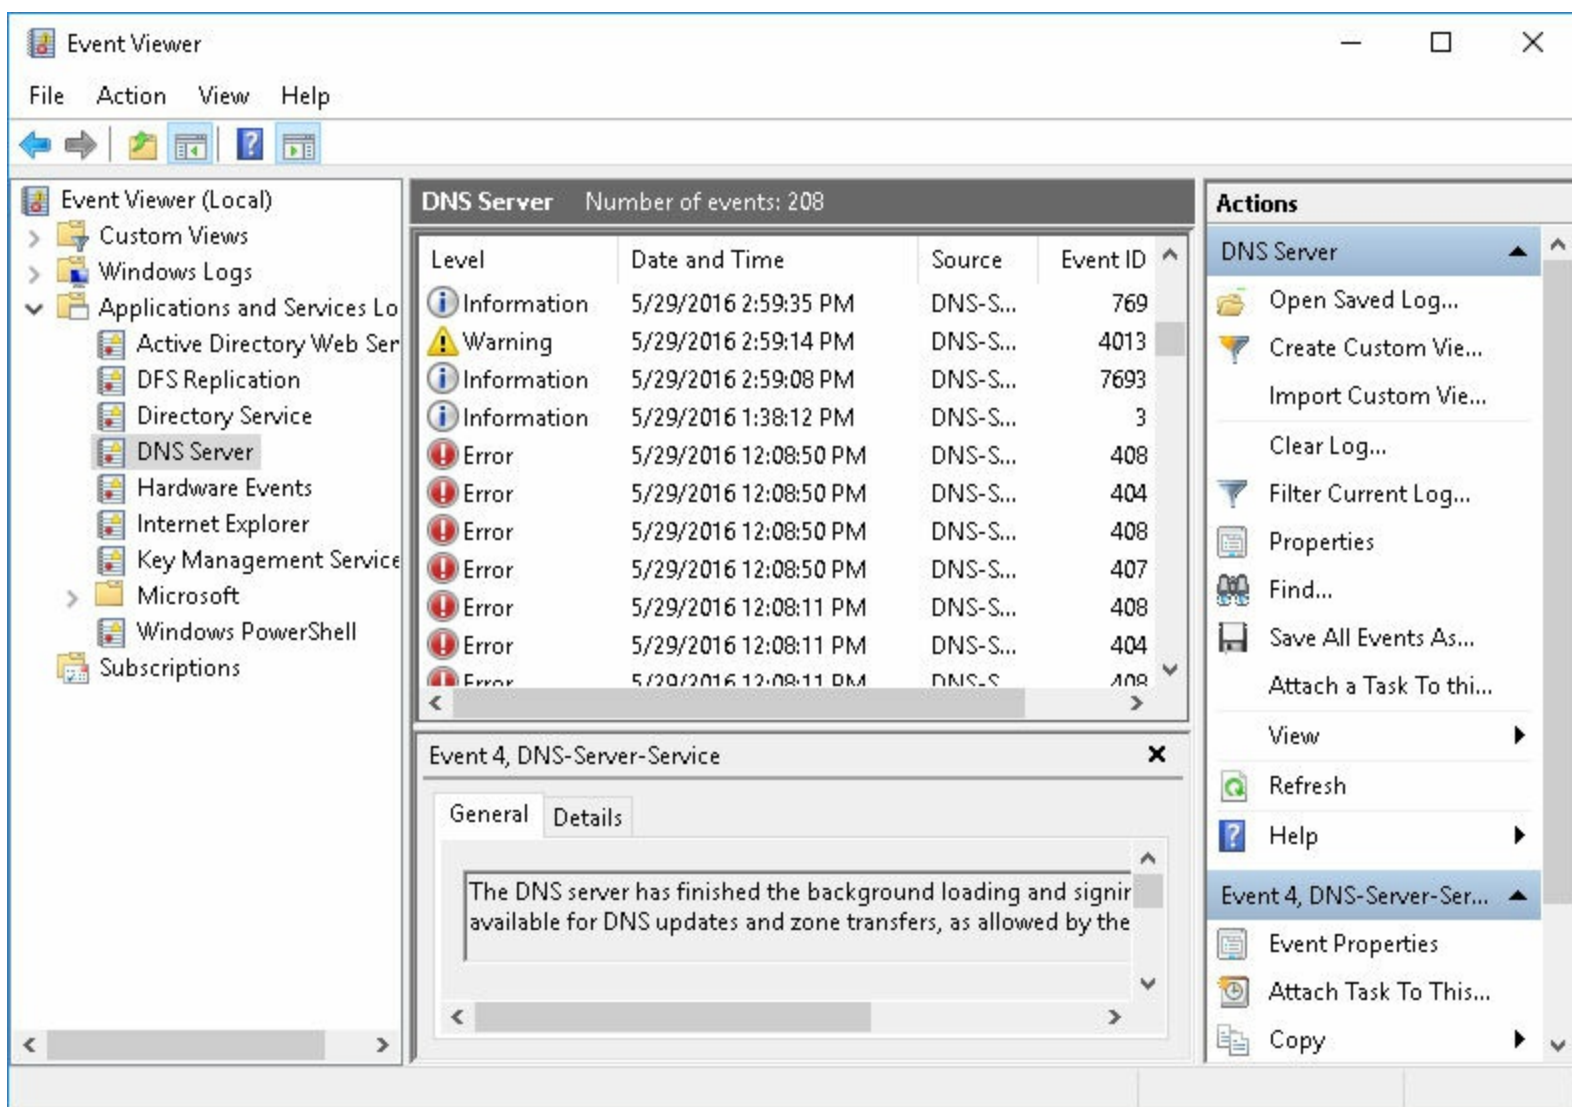 Event Viewer
File Action View Help
Event Viewer (Local)
Custom Views
Windows Logs
Applications and Services Lo
Active Directory Web Ser
DFS Replication
Directory Service
DNS Server
Hardware Events
Internet Explorer
Key Management Service
Microsoft
Windows PowerShell
Subscriptions
DNS Server Number of events: 208
Level Date and Time Source Event ID
Information 5/29/2016 2:59:35 PM DNS-S... 769
Warning 5/29/2016 2:59:14 PM DNS-S... 4013
Information 5/29/2016 2:59:08 PM DNS-S... 7693
Information 5/29/2016 1:38:12 PM DNS-S... 3
Error 5/29/2016 12:08:50 PM DNS-S... 408
Error 5/29/2016 12:08:50 PM DNS-S... 404
Error 5/29/2016 12:08:50 PM DNS-S... 408
Error 5/29/2016 12:08:50 PM DNS-S... 407
Error 5/29/2016 12:08:11 PM DNS-S... 408
Error 5/29/2016 12:08:11 PM DNS-S... 404
Error 5/29/2016 12:08:11 PM DNS-S 408
Event 4, DNS-Server-Service
General Details
The DNS server has finished the background loading and signir
available for DNS updates and zone transfers, as allowed by the
Actions
DNS Server
Open Saved Log...
Create Custom Vie...
Import Custom Vie...
Clear Log...
Filter Current Log...
Properties
Find...
Save All Events As...
Attach a Task To thi...
View
Refresh
Help
Event 4, DNS-Server-Ser...
Event Properties
Attach Task To This...
Copy